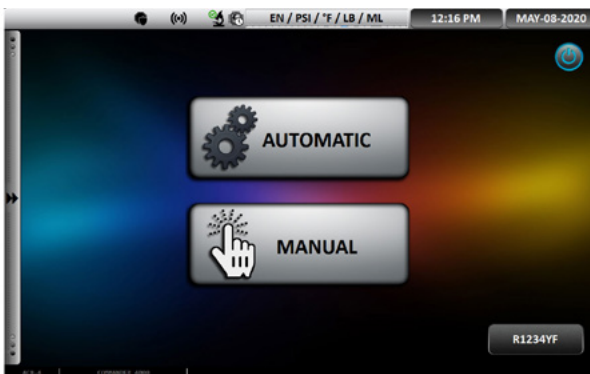 EN / PSI / °F / LB / ML
12:16 PM
MAY-08-2020
AUTOMATIC
MANUAL
R1234YF